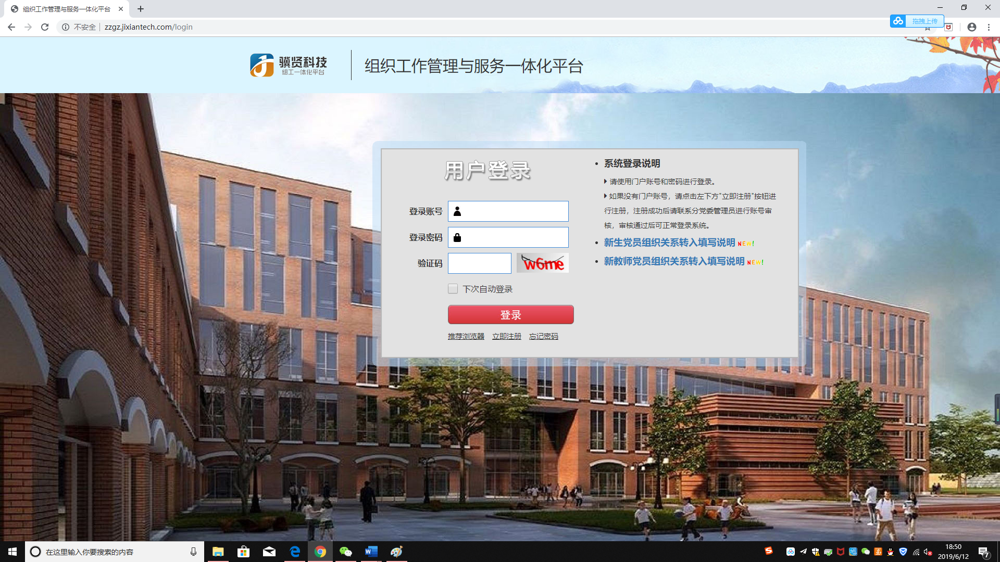 组织工作管理与服务一体化平台
不安全
zzgz.jixiantech.com/login
拖拽上传
骥贤科技
组工一体化平台
组织工作管理与服务一体化平台
用户登录
登录账号
登录密码
验证码
w6me
下次自动登录
登录
推荐浏览器 立即注册 忘记密码
系统登录说明
请使用门户账号和密码进行登录。
如果没有门户账号，请点击左下方"立即注册"按钮进
行注册，注册成功后请联系分党委管理员进行账号审
核，审核通过后可正常登录系统。
新生党员组织关系转入填写说明 NEW!
新教师党员组织关系转入填写说明 NEW!
在这里输入你要搜索的内容
18:50
2019/6/12
7